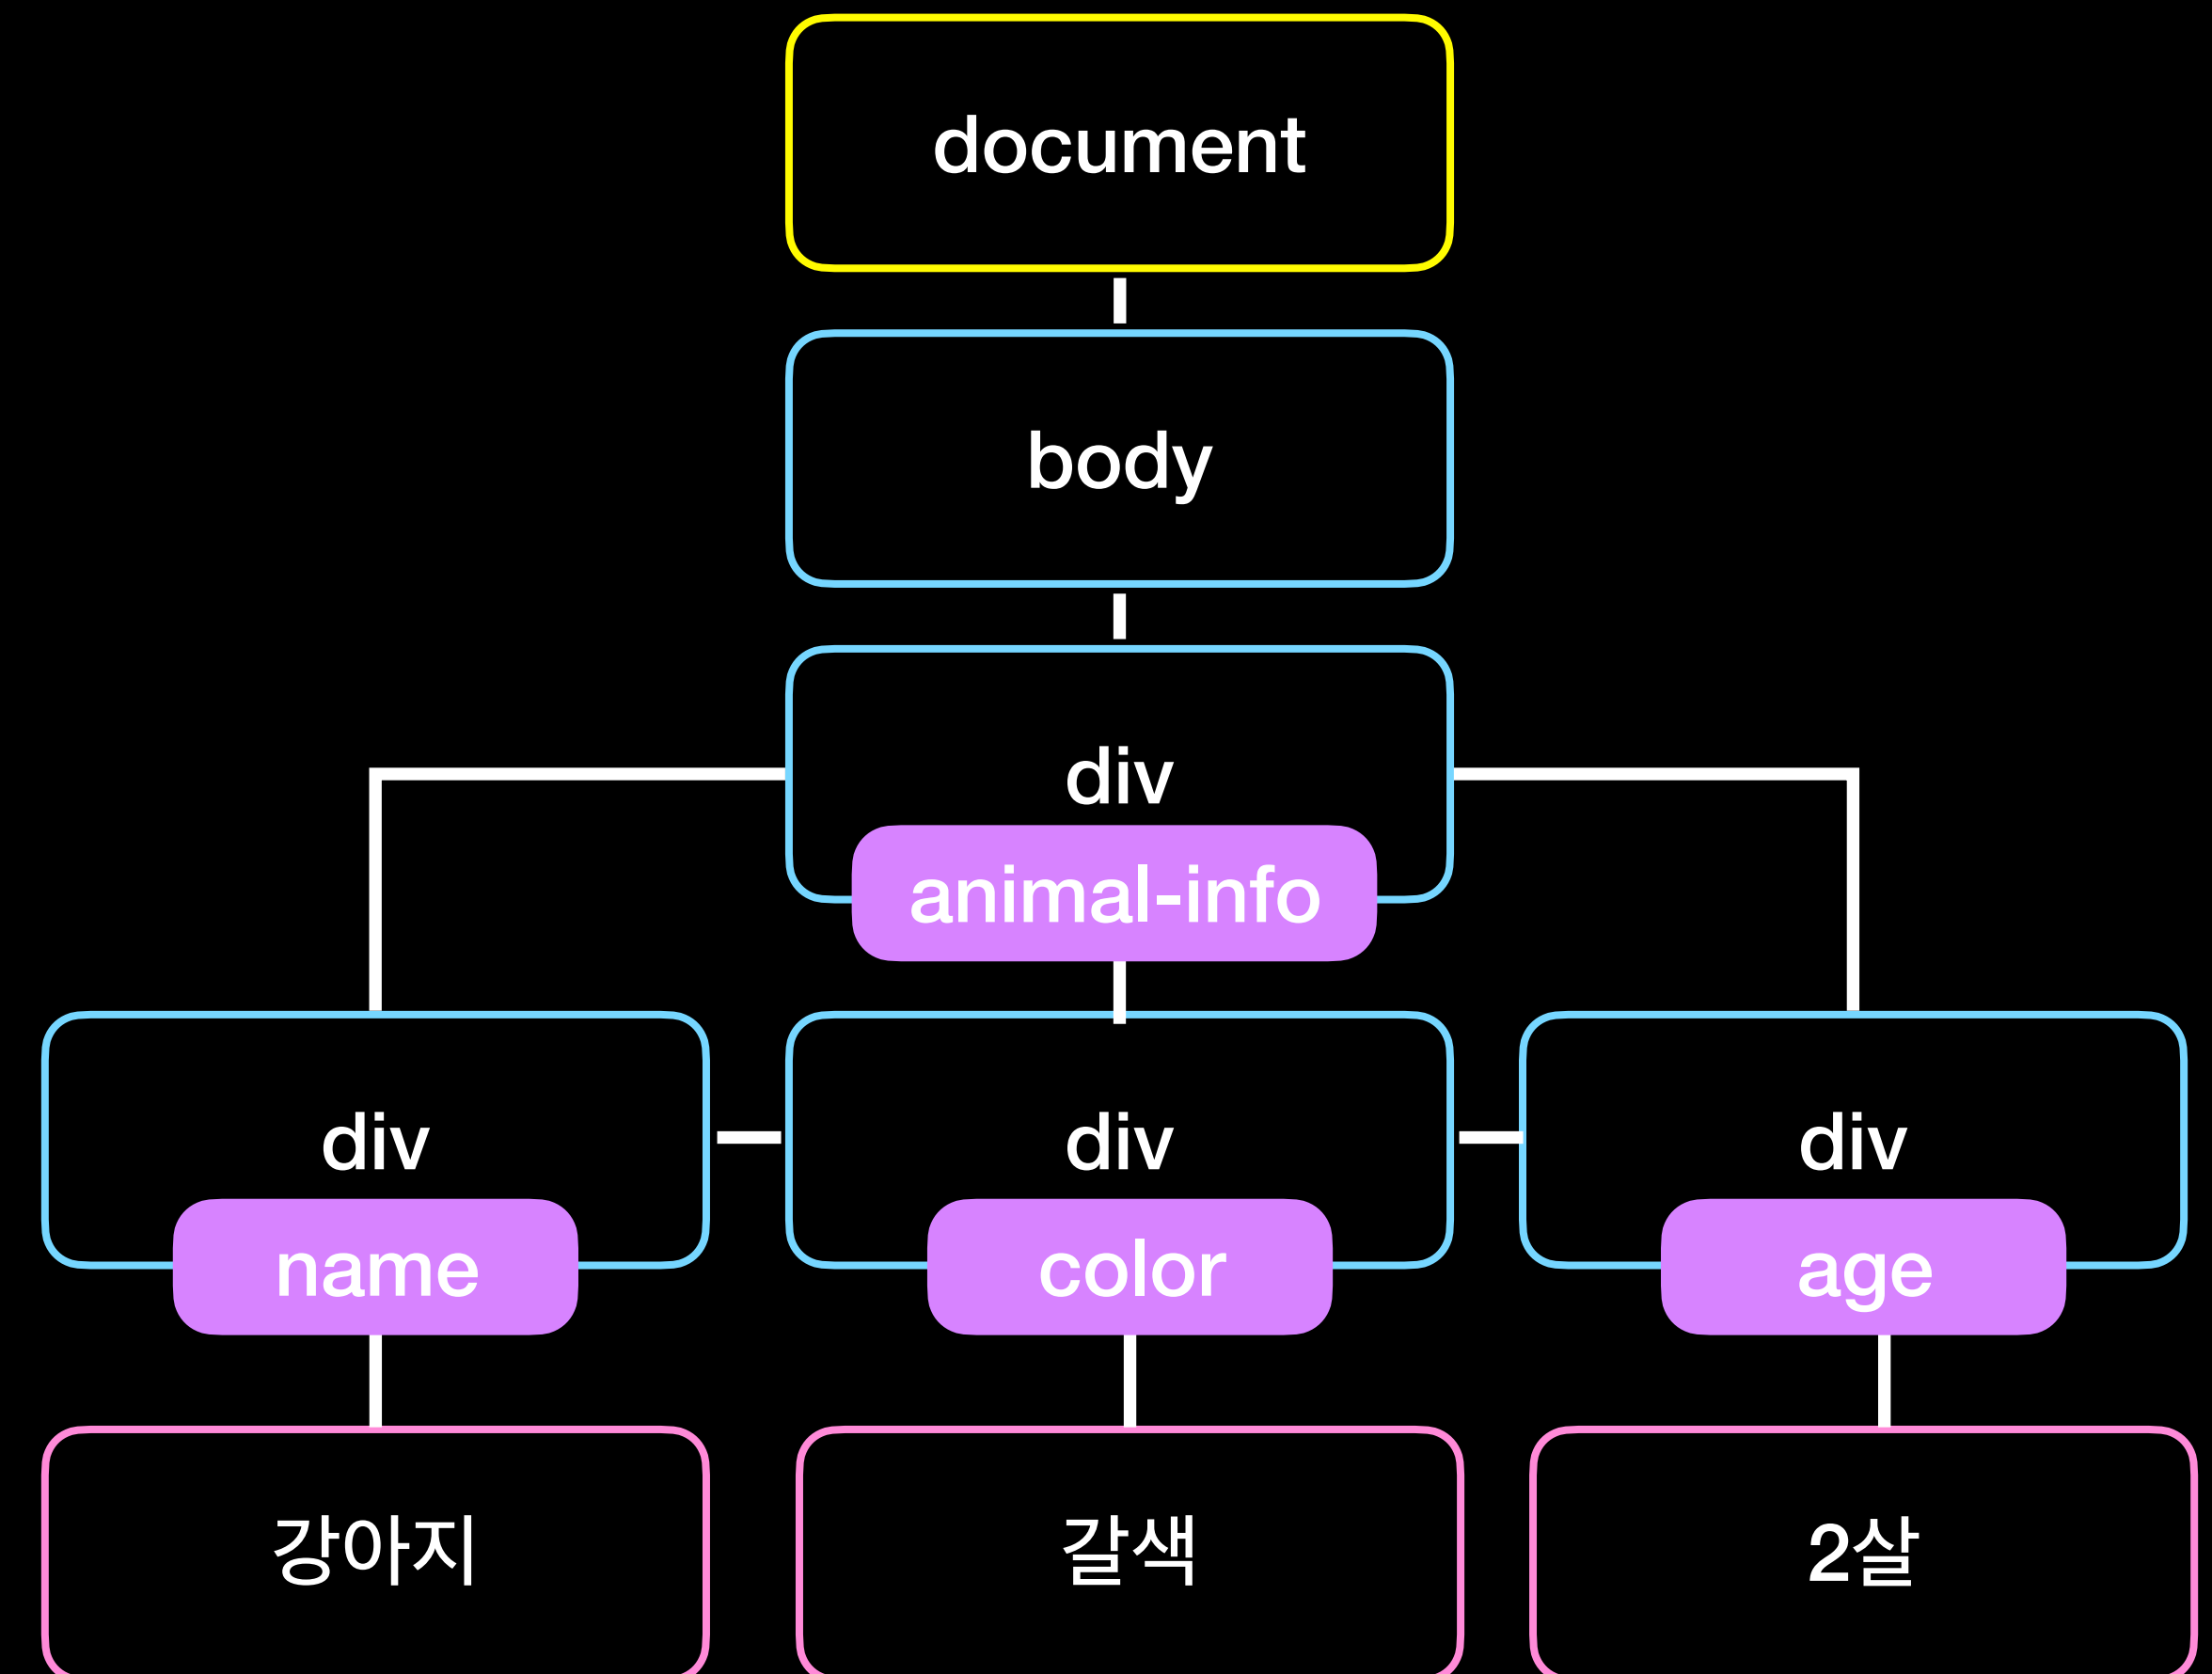 document
body
div
animal-info
div
div
div
name
color
age
강아지
갈색
2살